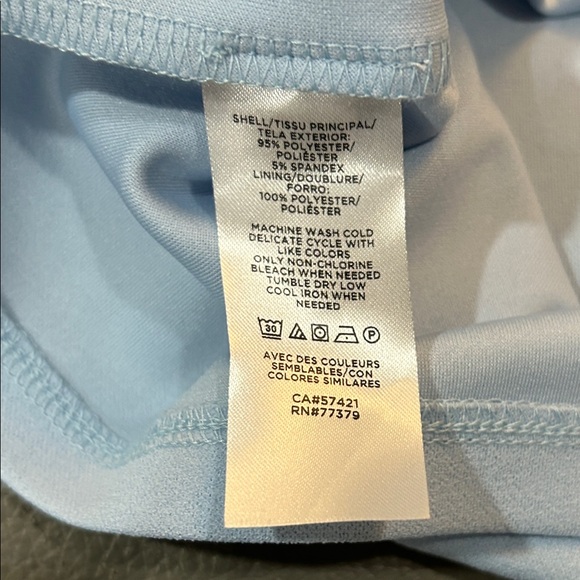 SHELL/TISSU PRINCIPAL/
TELA EXTERIOR:
95% POLYESTER/
POLIÉSTER
5% SPANDEX
LINING/DOUBLURE/
FORRO:
100% POLYESTER/
POLIÉSTER
MACHINE WASH COLD
DELICATE CYCLE WITH
LIKE COLORS
ONLY NON-CHLORINE
BLEACH WHEN NEEDED
TUMBLE DRY LOW
COOL IRON WHEN
NEEDED
30 P
AVEC DES COULEURS
SEMBLABLES/CON
COLORES SIMILARES
CA#57421
RN#77379